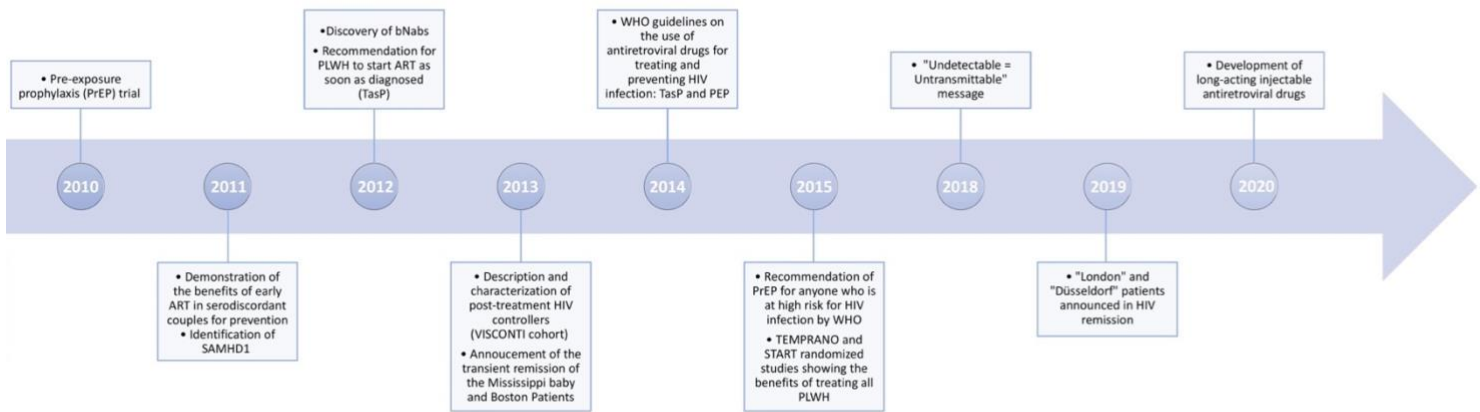 • Pre-exposure
prophylaxis (PrEP) trial
•Discovery of bNabs
• Recommendation for
PLWH to start ART as
soon as diagnosed
(TasP)
• WHO guidelines on
the use of
antiretroviral drugs for
treating and
preventing HIV
infection: TasP and PEP
• "Undetectable =
Untransmittable"
message
• Development of
long-acting injectable
antiretroviral drugs
2010
2011
2012
2013
2014
2015
2018
2019
2020
• Demonstration of
the benefits of early
ART in serodiscordant
couples for prevention
• Identification of
SAMHD1
• Description and
characterization of
post-treatment HIV
controllers
(VISCONTI cohort)
• Annoucement of the
transient remission of
the Mississippi baby
and Boston Patients
• Recommendation of
PrEP for anyone who is
at high risk for HIV
infection by WHO
• TEMPRANO and
START randomized
studies showing the
benefits of treating all
PLWH
• "London" and
"Düsseldorf" patients
announced in HIV
remission